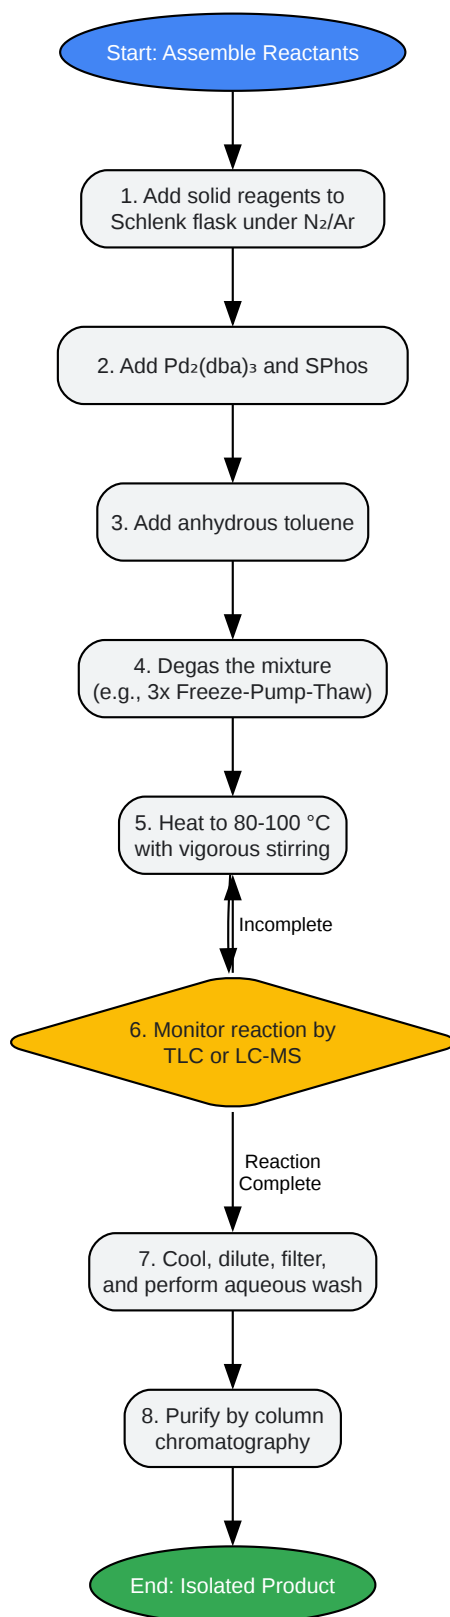 Start: Assemble Reactants
1. Add solid reagents to
Schlenk flask under N₂/Ar
2. Add Pd₂(dba)₃ and SPhos
3. Add anhydrous toluene
4. Degas the mixture
(e.g., 3x Freeze-Pump-Thaw)
5. Heat to 80-100 °C
with vigorous stirring
Incomplete
6. Monitor reaction by
TLC or LC-MS
Reaction
Complete
7. Cool, dilute, filter,
and perform aqueous wash
8. Purify by column
chromatography
End: Isolated Product